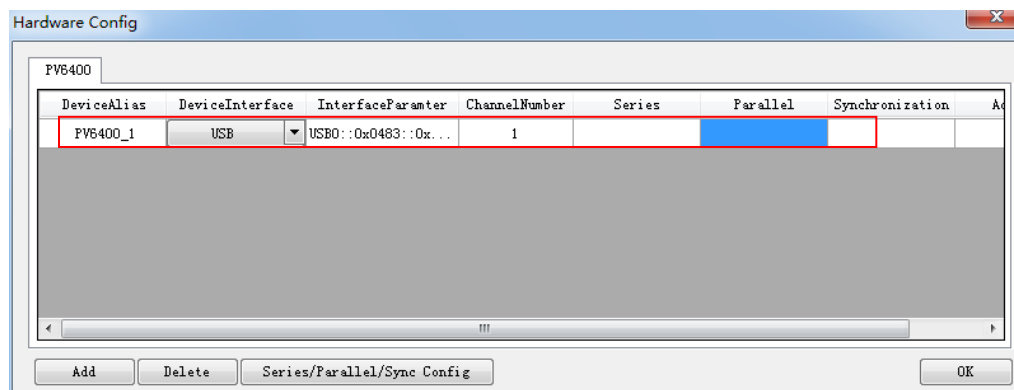 Hardware Config
PV6400
DeviceAlias DeviceInterface InterfaceParamter ChannelNumber Series Parallel Synchronization Ad
PV6400_1 USB USB0::0x0483::0x... 1
Add Delete Series/Parallel/Sync Config OK